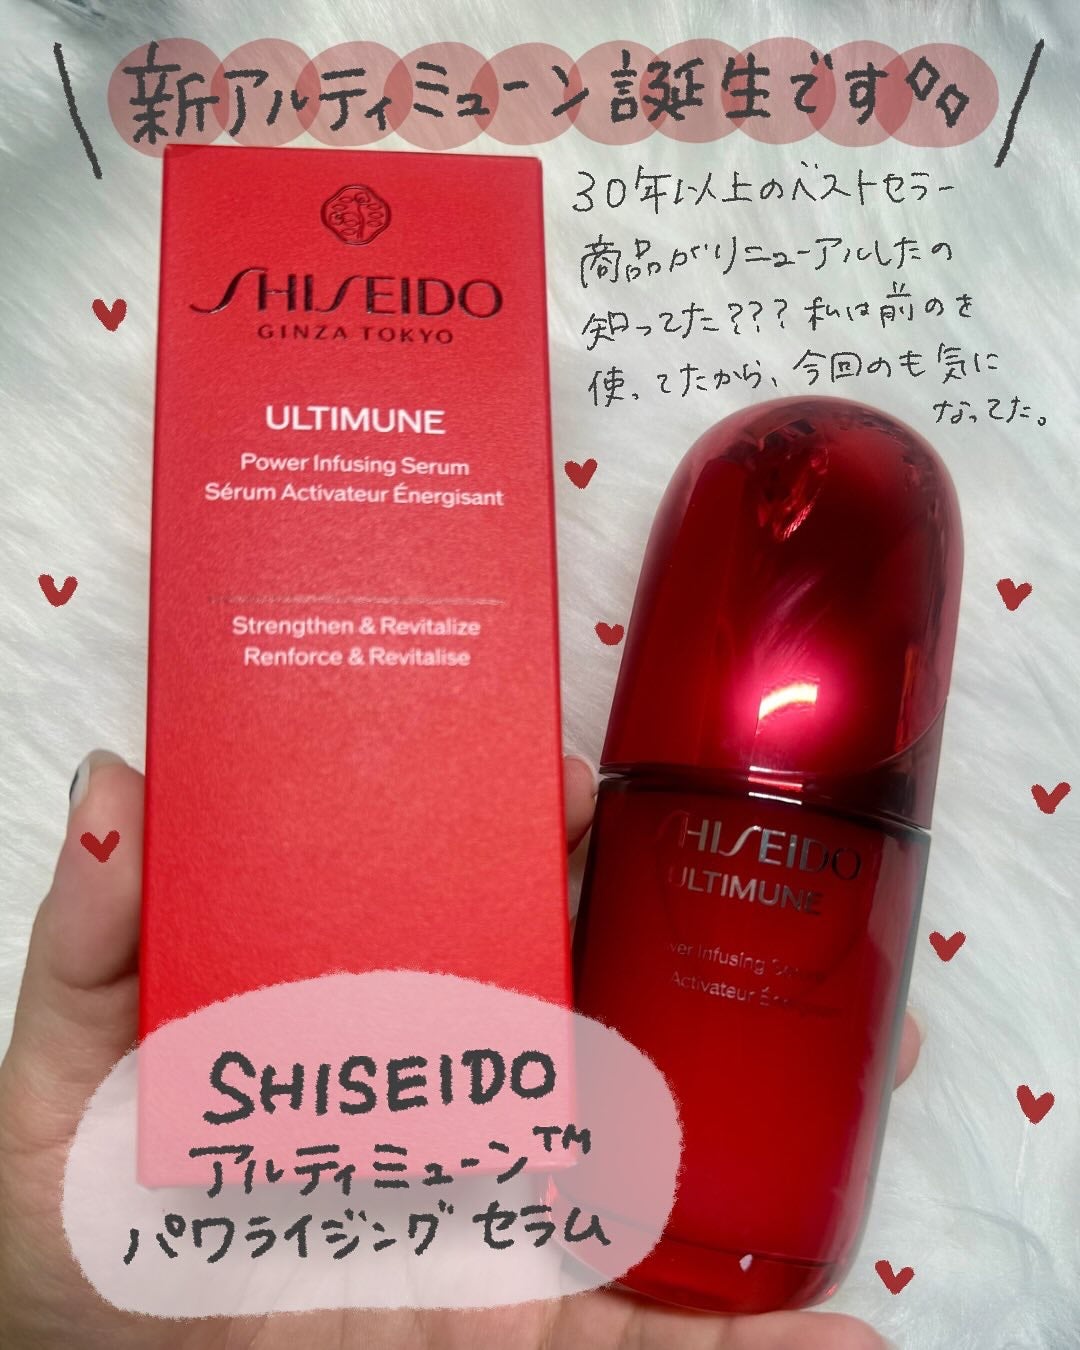 新アルティミューン誕生です
30年以上のベストセラー
商品がリニューアルしたの
知ってた???私は前のを
使ってたから、今回のも気に
なってた。
SHISEIDO
GINZA TOKYO
ULTIMUNE
Power Infusing Serum
Sérum Activateur Énergisant
Strengthen & Revitalize
Renforce & Revitalise
SHISEIDO
ULTIMUNE
Infusing
Activateur
SHISEIDO
アルティミューン™
パワライジング セラム